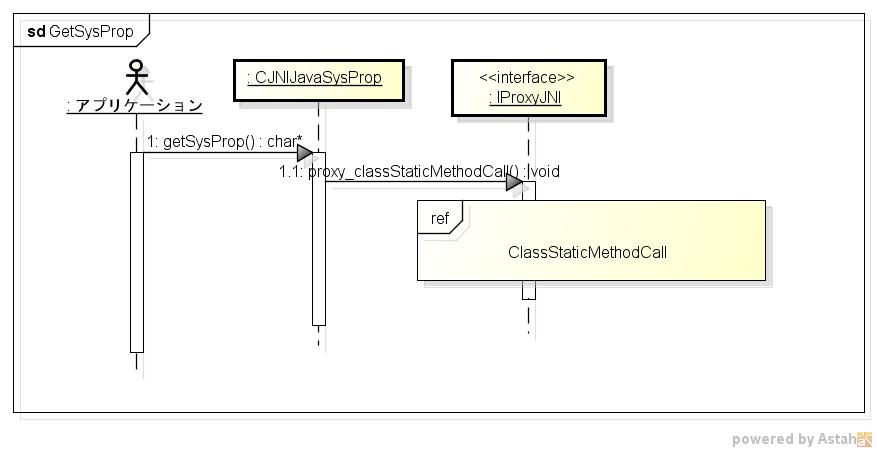 sd GetSysProp
: アプリケーション
: CJNIJavaSysProp
<<interface>>
: IProxyJNI
1: getSysProp() : char*
1.1: proxy_classStaticMethodCall() : void
ref
ClassStaticMethodCall
powered by Astah